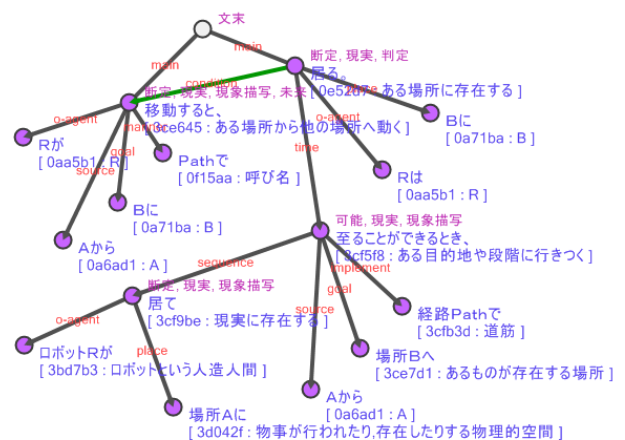 文末
main
main
断定, 現実, 判定
居る。
[ 0e52d7 : ある場所に存在する ]
condition
断定, 現実, 現象描写, 未来
移動すると、
[ 3ce645 : ある場所から他の場所へ動く ]
place
Bに
[ 0a71ba : B ]
o-agent
Rが
[ 0aa5b1 : R ]
manner
Pathで
[ 0f15aa : 呼び名 ]
o-agent
Rは
[ 0aa5b1 : R ]
time
goal
Bに
[ 0a71ba : B ]
source
Aから
[ 0a6ad1 : A ]
可能, 現実, 現象描写
至ることができるとき、
[ 3cf5f8 : ある目的地や段階に行きつく ]
sequence
断定, 現実, 現象描写
居て
[ 3cf9be : 現実に存在する ]
implement
経路Pathで
[ 3cfb3d : 道筋 ]
goal
場所Bへ
[ 3ce7d1 : あるものが存在する場所 ]
source
Aから
[ 0a6ad1 : A ]
o-agent
ロボットRが
[ 3bd7b3 : ロボットという人造人間 ]
place
場所Aに
[ 3d042f : 物事が行われたり,存在したりする物理的空間 ]